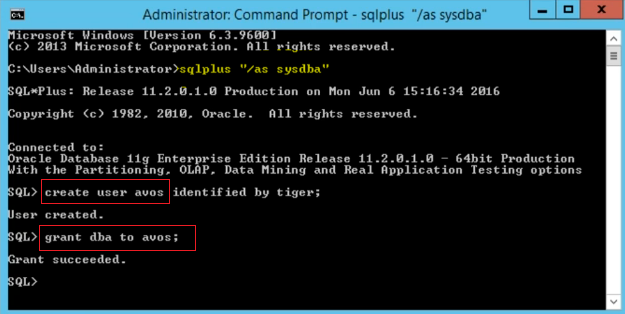 Administrator: Command Prompt - sqlplus "/as sysdba"
Microsoft Windows [Version 6.3.9600]
(c) 2013 Microsoft Corporation. All rights reserved.
C:\Users\Administrator>sqlplus "/as sysdba"
SQL*Plus: Release 11.2.0.1.0 Production on Mon Jun 6 15:16:34 2016
Copyright (c) 1982, 2010, Oracle.  All rights reserved.
Connected to:
Oracle Database 11g Enterprise Edition Release 11.2.0.1.0 - 64bit Production
With the Partitioning, OLAP, Data Mining and Real Application Testing options
SQL> create user avos identified by tiger;
User created.
SQL> grant dba to avos;
Grant succeeded.
SQL>